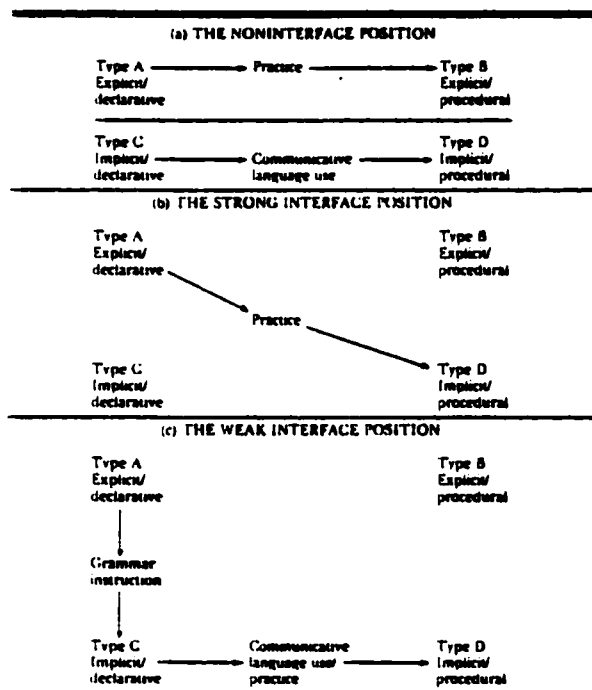 (a) THE NONINTERFACE POSITION
Type A Practice Type B
Explicit/ Explicit/
declarative procedural
Type C Type D
Implicit/ Communicative Implicit/
declarative language use procedural
(b) THE STRONG INTERFACE POSITION
Type A Type B
Explicit/ Explicit/
declarative procedural
Practice
Type C Type D
Implicit/ Implicit/
declarative procedural
(c) THE WEAK INTERFACE POSITION
Type A Type B
Explicit/ Explicit/
declarative procedural
Grammar
instruction
Type C Communicative Type D
Implicit/ language use/ Implicit/
declarative practice procedural